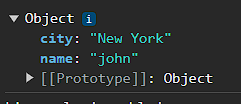 ▼ Object i
city: "New York"
name: "john"
▶ [[Prototype]]: Object